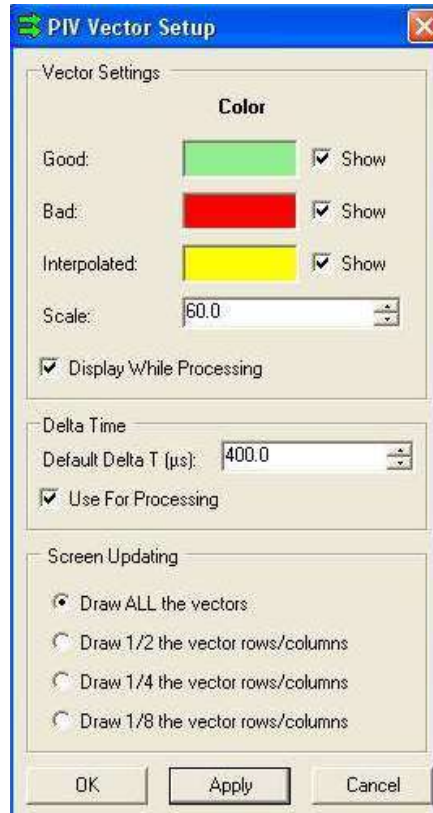 PIV Vector Setup
Vector Settings
Color
Good: Show
Bad: Show
Interpolated: Show
Scale: 60.0
Display While Processing
Delta Time
Default Delta T (µs): 400.0
Use For Processing
Screen Updating
Draw ALL the vectors
Draw 1/2 the vector rows/columns
Draw 1/4 the vector rows/columns
Draw 1/8 the vector rows/columns
OK Apply Cancel